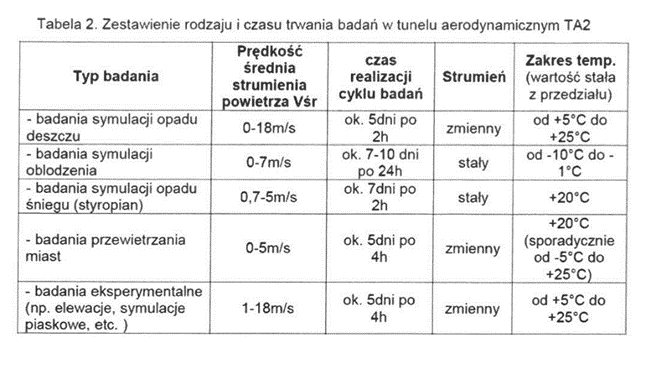 Tabela 2. Zestawienie rodzaju i czasu trwania badań w tunelu aerodynamicznym TA2
Typ badania
Prędkość
średnia
strumienia
powietrza Vśr
czas
realizacji
cyklu badań
Strumień
Zakres temp.
(wartość stała
z przedziału)
- badania symulacji opadu
deszczu
0-18m/s
ok. 5dni po
2h
zmienny
od +5°C do
+25°C
- badania symulacji
oblodzenia
0-7m/s
ok. 7-10 dni
po 24h
stały
od -10°C do -
1°C
- badania symulacji opadu
śniegu (styropian)
0,7-5m/s
ok. 7dni po
2h
stały
+20°C
- badania przewietrzania
miast
0-5m/s
ok. 5dni po
4h
zmienny
+20°C
(sporadycznie
od -5°C do
+25°C)
- badania eksperymentalne
(np. elewacje, symulacje
piaskowe, etc. )
1-18m/s
ok. 5dni po
4h
zmienny
od +5°C do
+25°C